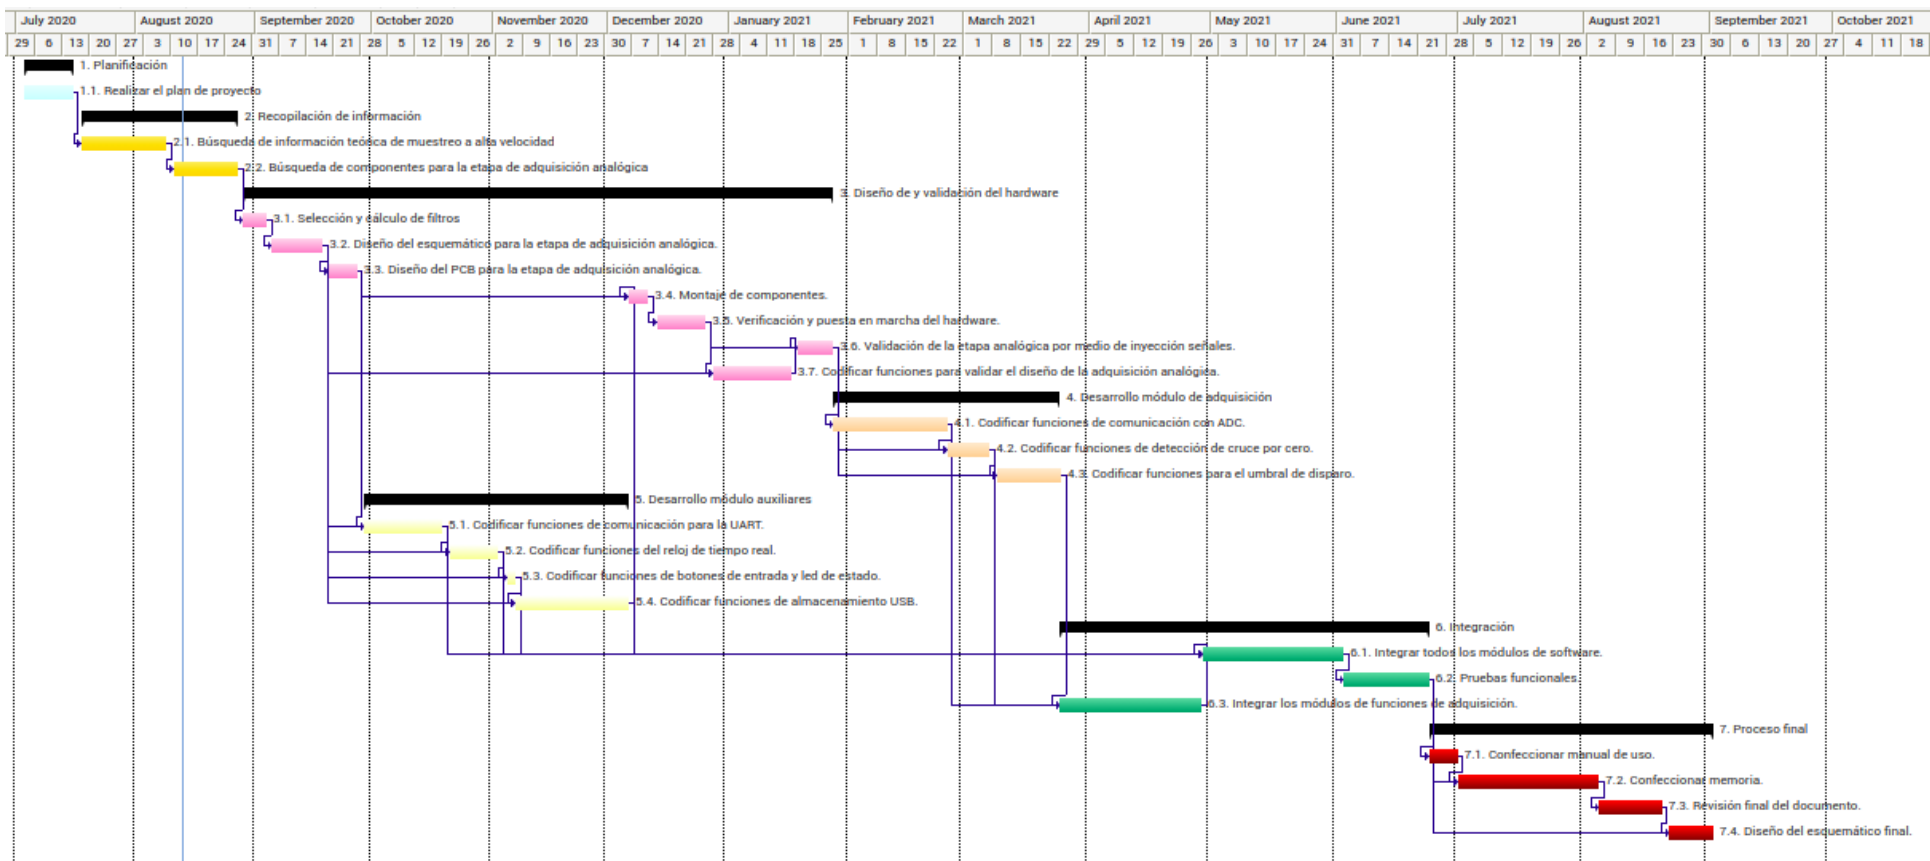 July 2020 August 2020 September 2020 October 2020 November 2020 December 2020 January 2021 February 2021 March 2021 April 2021 May 2021 June 2021 July 2021 August 2021 September 2021 October 2021
29 6 13 20 27 3 10 17 24 31 7 14 21 28 5 12 19 26 2 9 16 23 30 7 14 21 28 4 11 18 25 1 8 15 22 1 8 15 22 29 5 12 19 26 3 10 17 24 31 7 14 21 28 5 12 19 26 2 9 16 23 30 6 13 20 27 4 11 18
1. Planificación
1.1. Realizar el plan de proyecto
2. Recopilación de información
2.1. Búsqueda de información teórica de muestreo a alta velocidad
2.2. Búsqueda de componentes para la etapa de adquisición analógica
3. Diseño de y validación del hardware
3.1. Selección y cálculo de filtros
3.2. Diseño del esquemático para la etapa de adquisición analógica.
3.3. Diseño del PCB para la etapa de adquisición analógica.
3.4. Montaje de componentes.
3.5. Verificación y puesta en marcha del hardware.
3.6. Validación de la etapa analógica por medio de inyección señales.
3.7. Codificar funciones para validar el diseño de la adquisición analógica.
4. Desarrollo módulo de adquisición
4.1. Codificar funciones de comunicación con ADC.
4.2. Codificar funciones de detección de cruce por cero.
4.3. Codificar funciones para el umbral de disparo.
5. Desarrollo módulo auxiliares
5.1. Codificar funciones de comunicación para la UART.
5.2. Codificar funciones del reloj de tiempo real.
5.3. Codificar funciones de botones de entrada y led de estado.
5.4. Codificar funciones de almacenamiento USB.
6. Integración
6.1. Integrar todos los módulos de software.
6.2. Pruebas funcionales.
6.3. Integrar los módulos de funciones de adquisición.
7. Proceso final
7.1. Confeccionar manual de uso.
7.2. Confeccionar memoria.
7.3. Revisión final del documento.
7.4. Diseño del esquemático final.